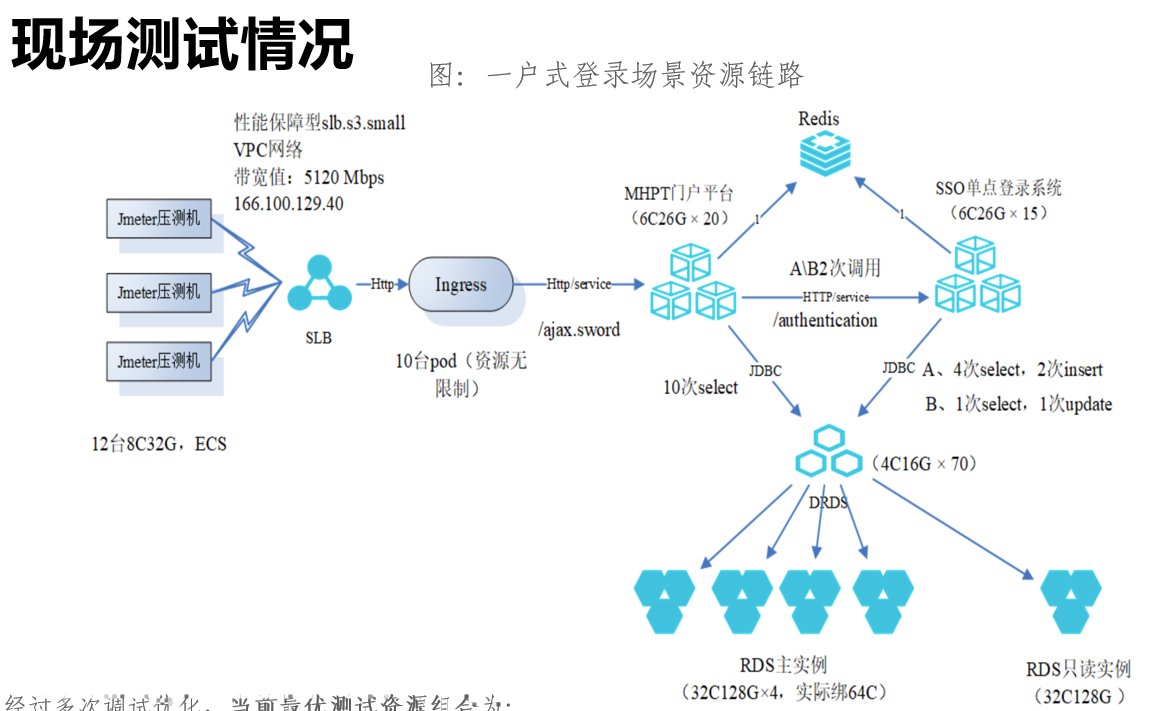 现场测试情况
图：一户式登录场景资源链路
性能保障型slb.s3.small
VPC网络
带宽值：5120 Mbps
166.100.129.40
Jmeter压测机
Jmeter压测机
Jmeter压测机
12台8C32G，ECS
SLB
Http
Ingress
10台pod（资源无
限制）
Http/service
/ajax.sword
MHPT门户平台
（6C26G × 20）
Redis
1
1
SSO单点登录系统
（6C26G × 15）
A\B2次调用
HTTP/service
/authentication
JDBC
10次select
JDBC
A、4次select，2次insert
B、1次select，1次update
（4C16G × 70）
DRDS
RDS主实例
（32C128G×4，实际绑64C）
RDS只读实例
（32C128G ）
经过多次调试优化，当前最优测试资源组合为：